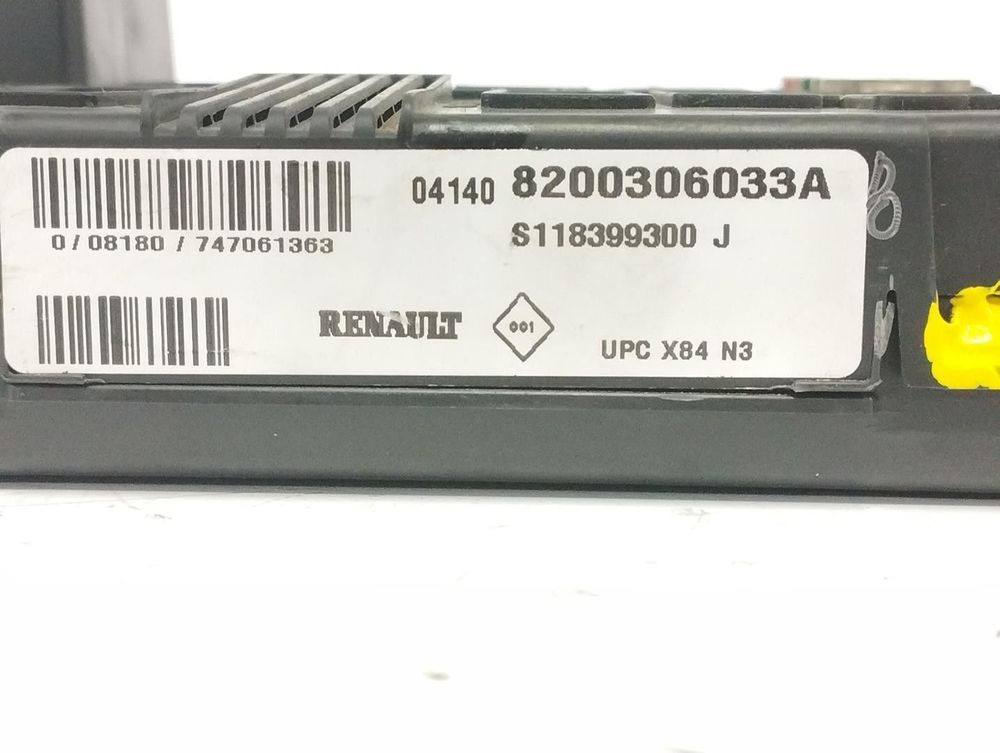 04140 8200306033A
0/08180/747061363
S118399300 J
RENAULT
001
UPC X84 N3